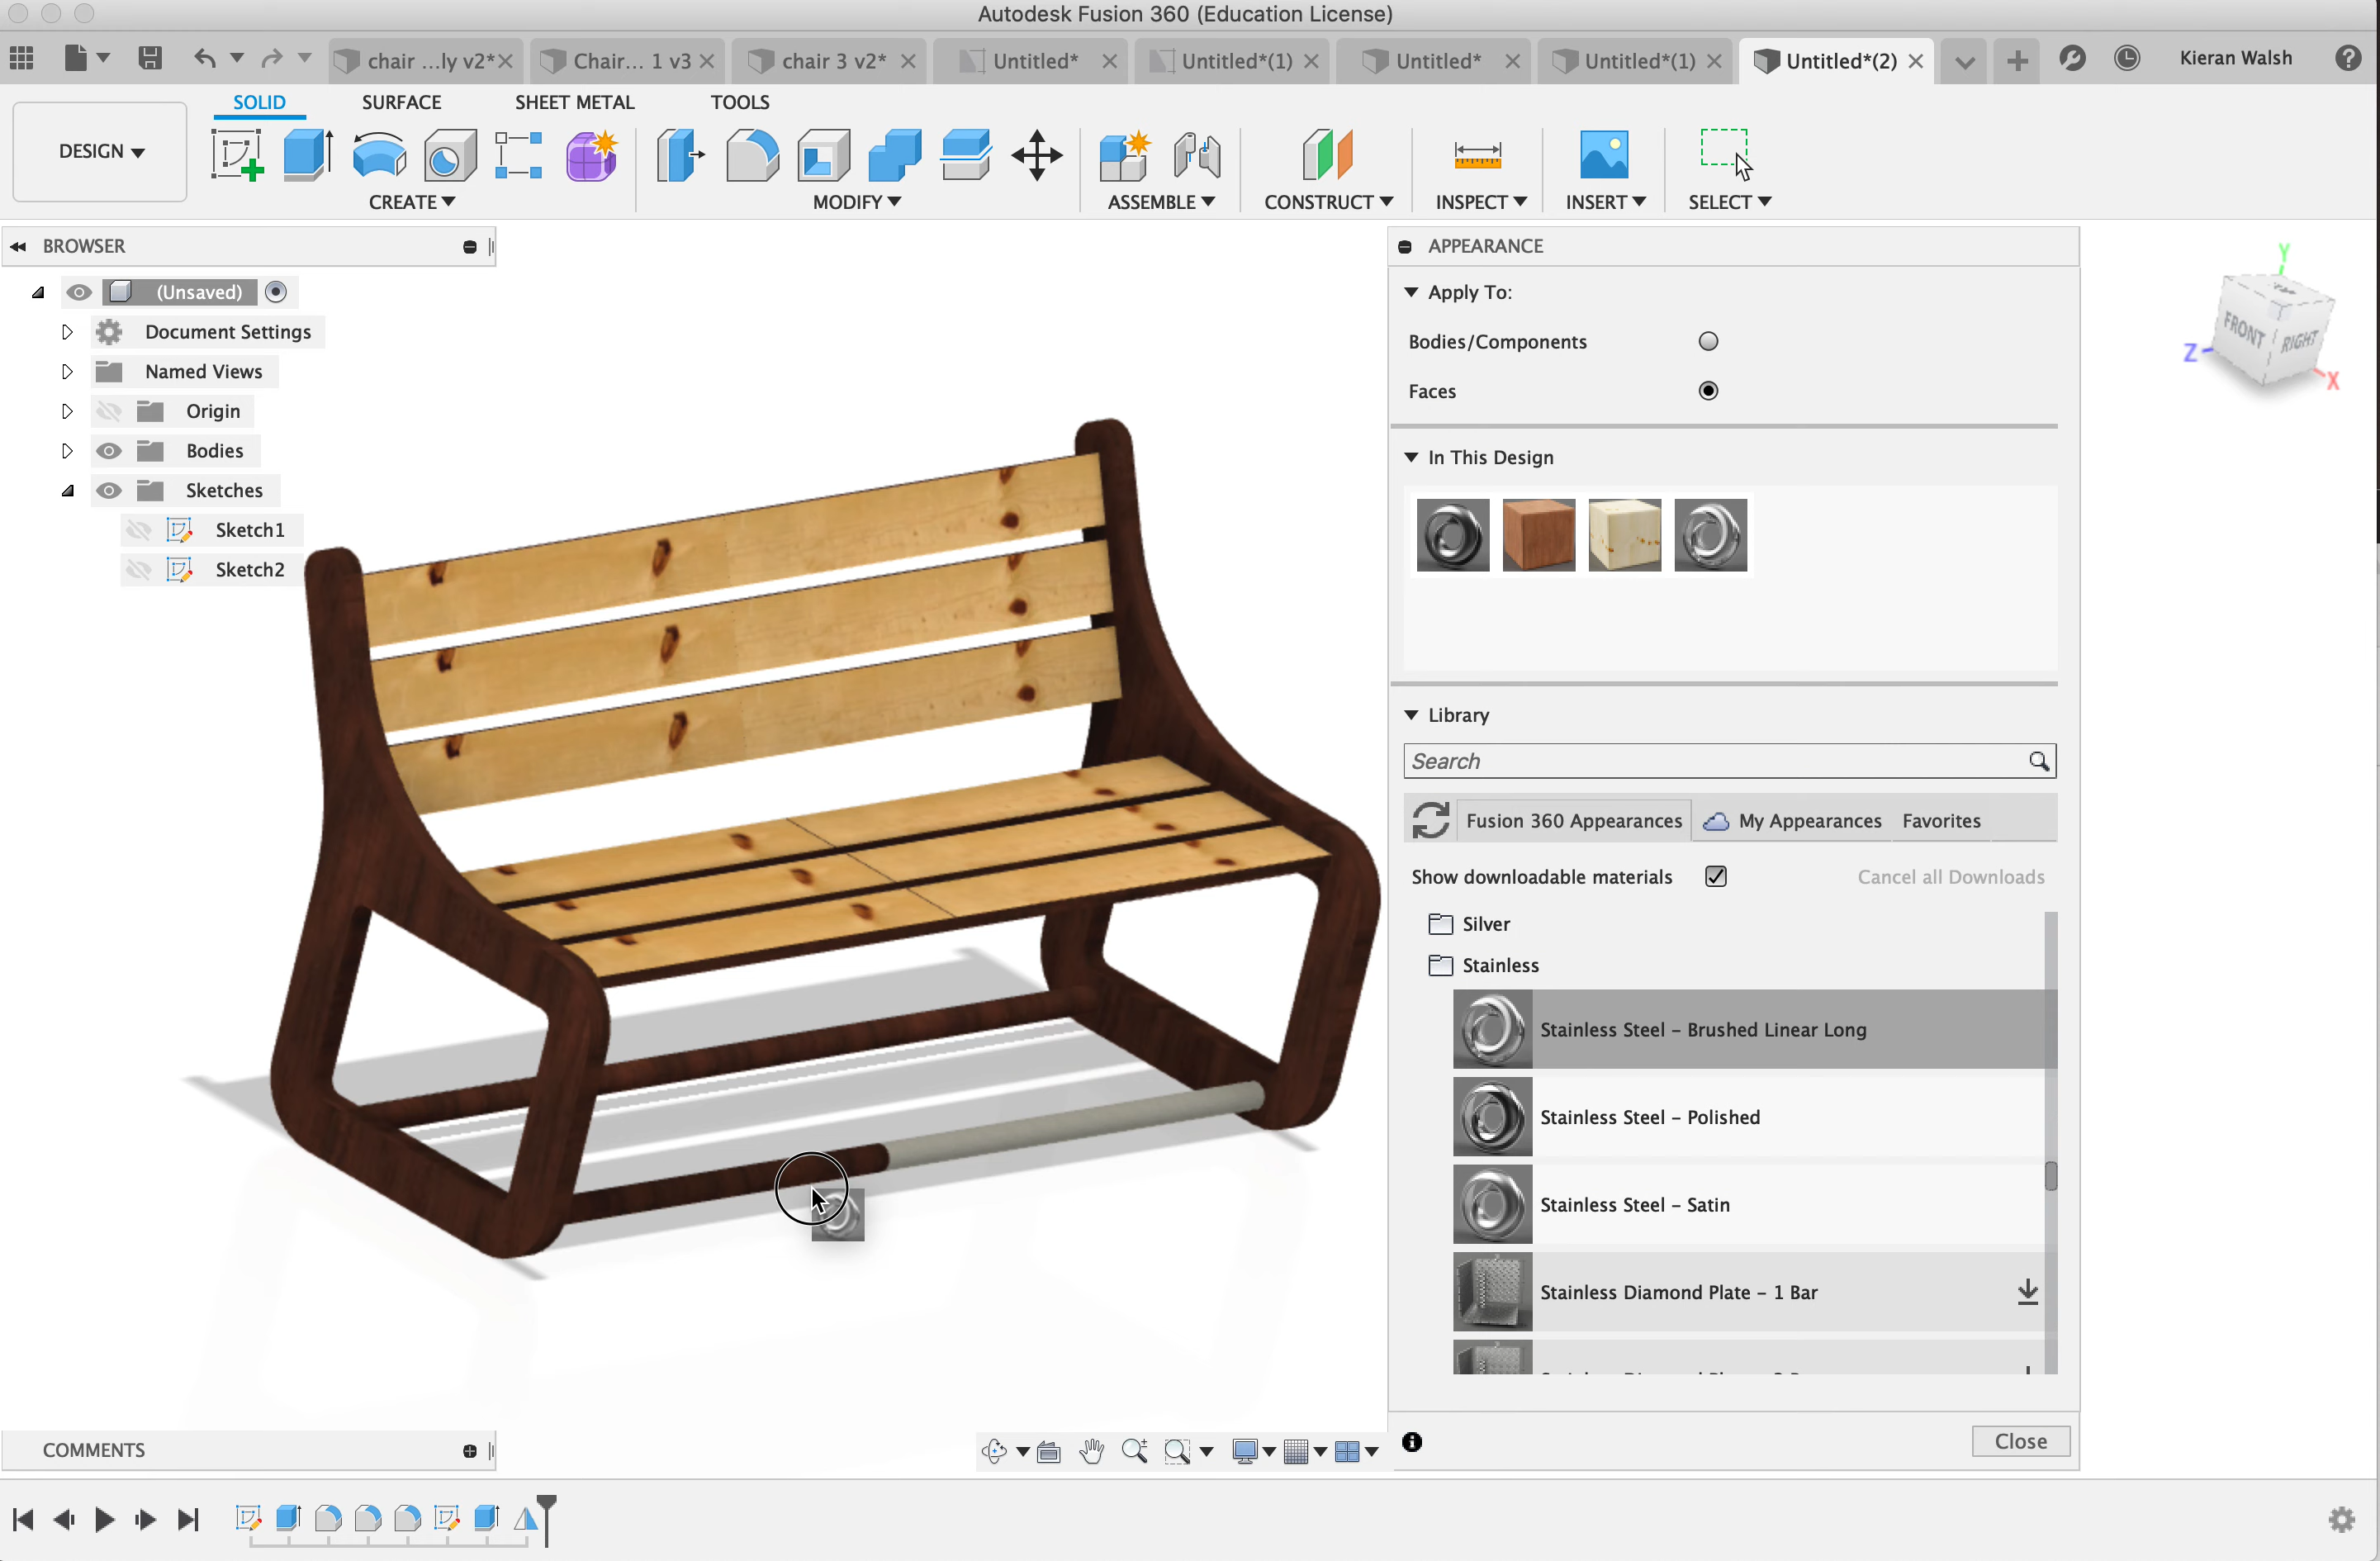 Autodesk Fusion 360 (Education License)
chair ...ly v2*
Chair... 1 v3
chair 3 v2*
Untitled*
Untitled*(1)
Untitled*
Untitled*(1)
Untitled*(2)
Kieran Walsh
SOLID
SURFACE
SHEET METAL
TOOLS
DESIGN
CREATE
MODIFY
ASSEMBLE
CONSTRUCT
INSPECT
INSERT
SELECT
BROWSER
(Unsaved)
Document Settings
Named Views
Origin
Bodies
Sketches
Sketch1
Sketch2
APPEARANCE
Apply To:
Bodies/Components
Faces
In This Design
Library
Search
Fusion 360 Appearances
My Appearances
Favorites
Show downloadable materials
Cancel all Downloads
Silver
Stainless
Stainless Steel - Brushed Linear Long
Stainless Steel - Polished
Stainless Steel - Satin
Stainless Diamond Plate - 1 Bar
Close
Y
FRONT
RIGHT
Z
X
COMMENTS